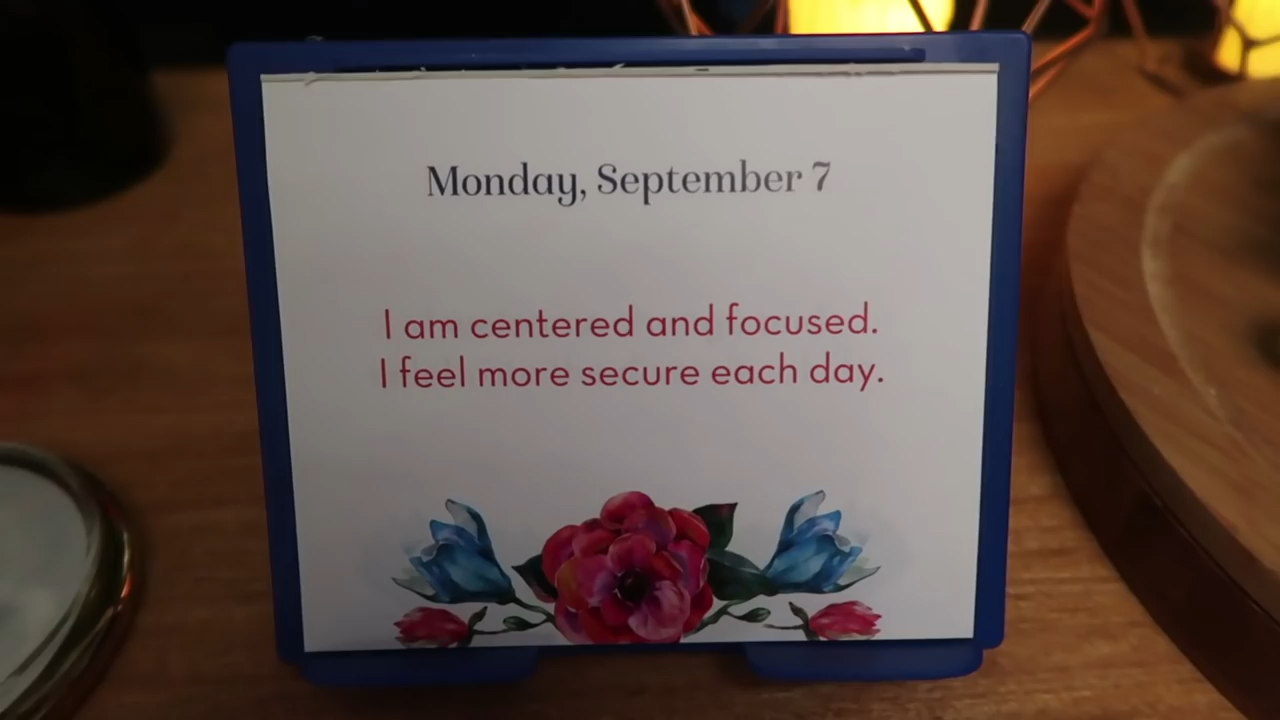 Monday, September 7
I am centered and focused.
I feel more secure each day.